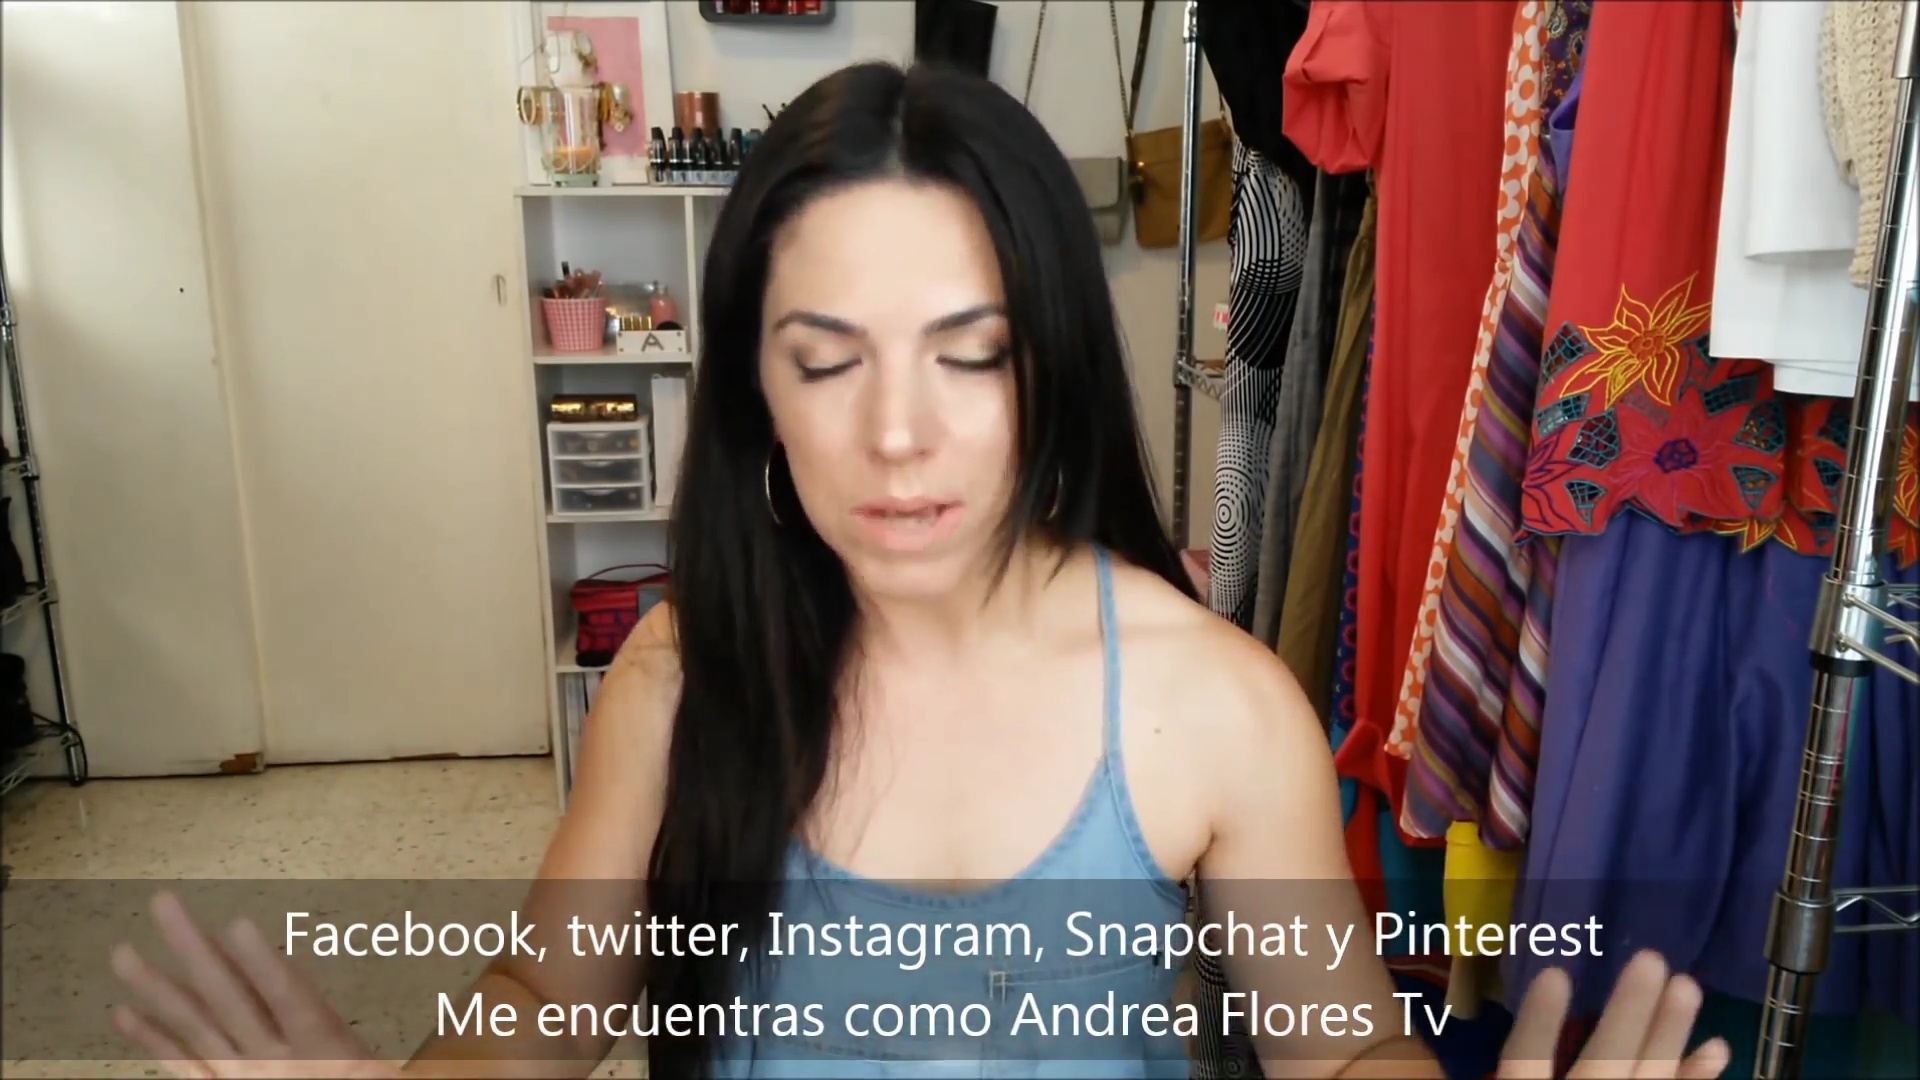 A
Facebook, twitter, Instagram, Snapchat y Pinterest
Me encuentras como Andrea Flores Tv